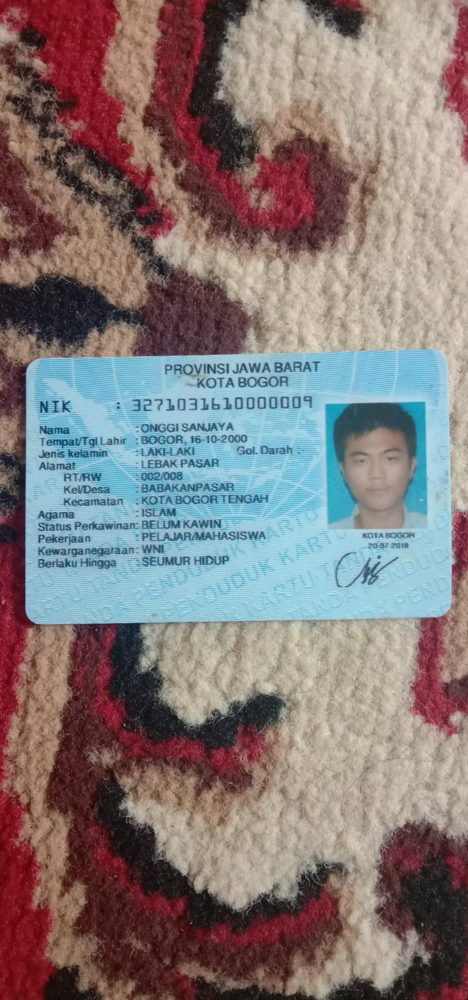 PROVINSI JAWA BARAT
KOTA BOGOR
NIK : 3271031610000009
Nama : ONGGI SANJAYA
Tempat/Tgl Lahir : BOGOR, 16-10-2000
Jenis kelamin : LAKI-LAKI Gol. Darah :-
Alamat : LEBAK PASAR
RT/RW : 002/008
Kel/Desa : BABAKANPASAR
Kecamatan : KOTA BOGOR TENGAH
Agama : ISLAM
Status Perkawinan: BELUM KAWIN
Pekerjaan : PELAJAR/MAHASISWA
Kewarganegaraan: WNI
Berlaku Hingga : SEUMUR HIDUP
KOTA BOGOR
20-07-2018